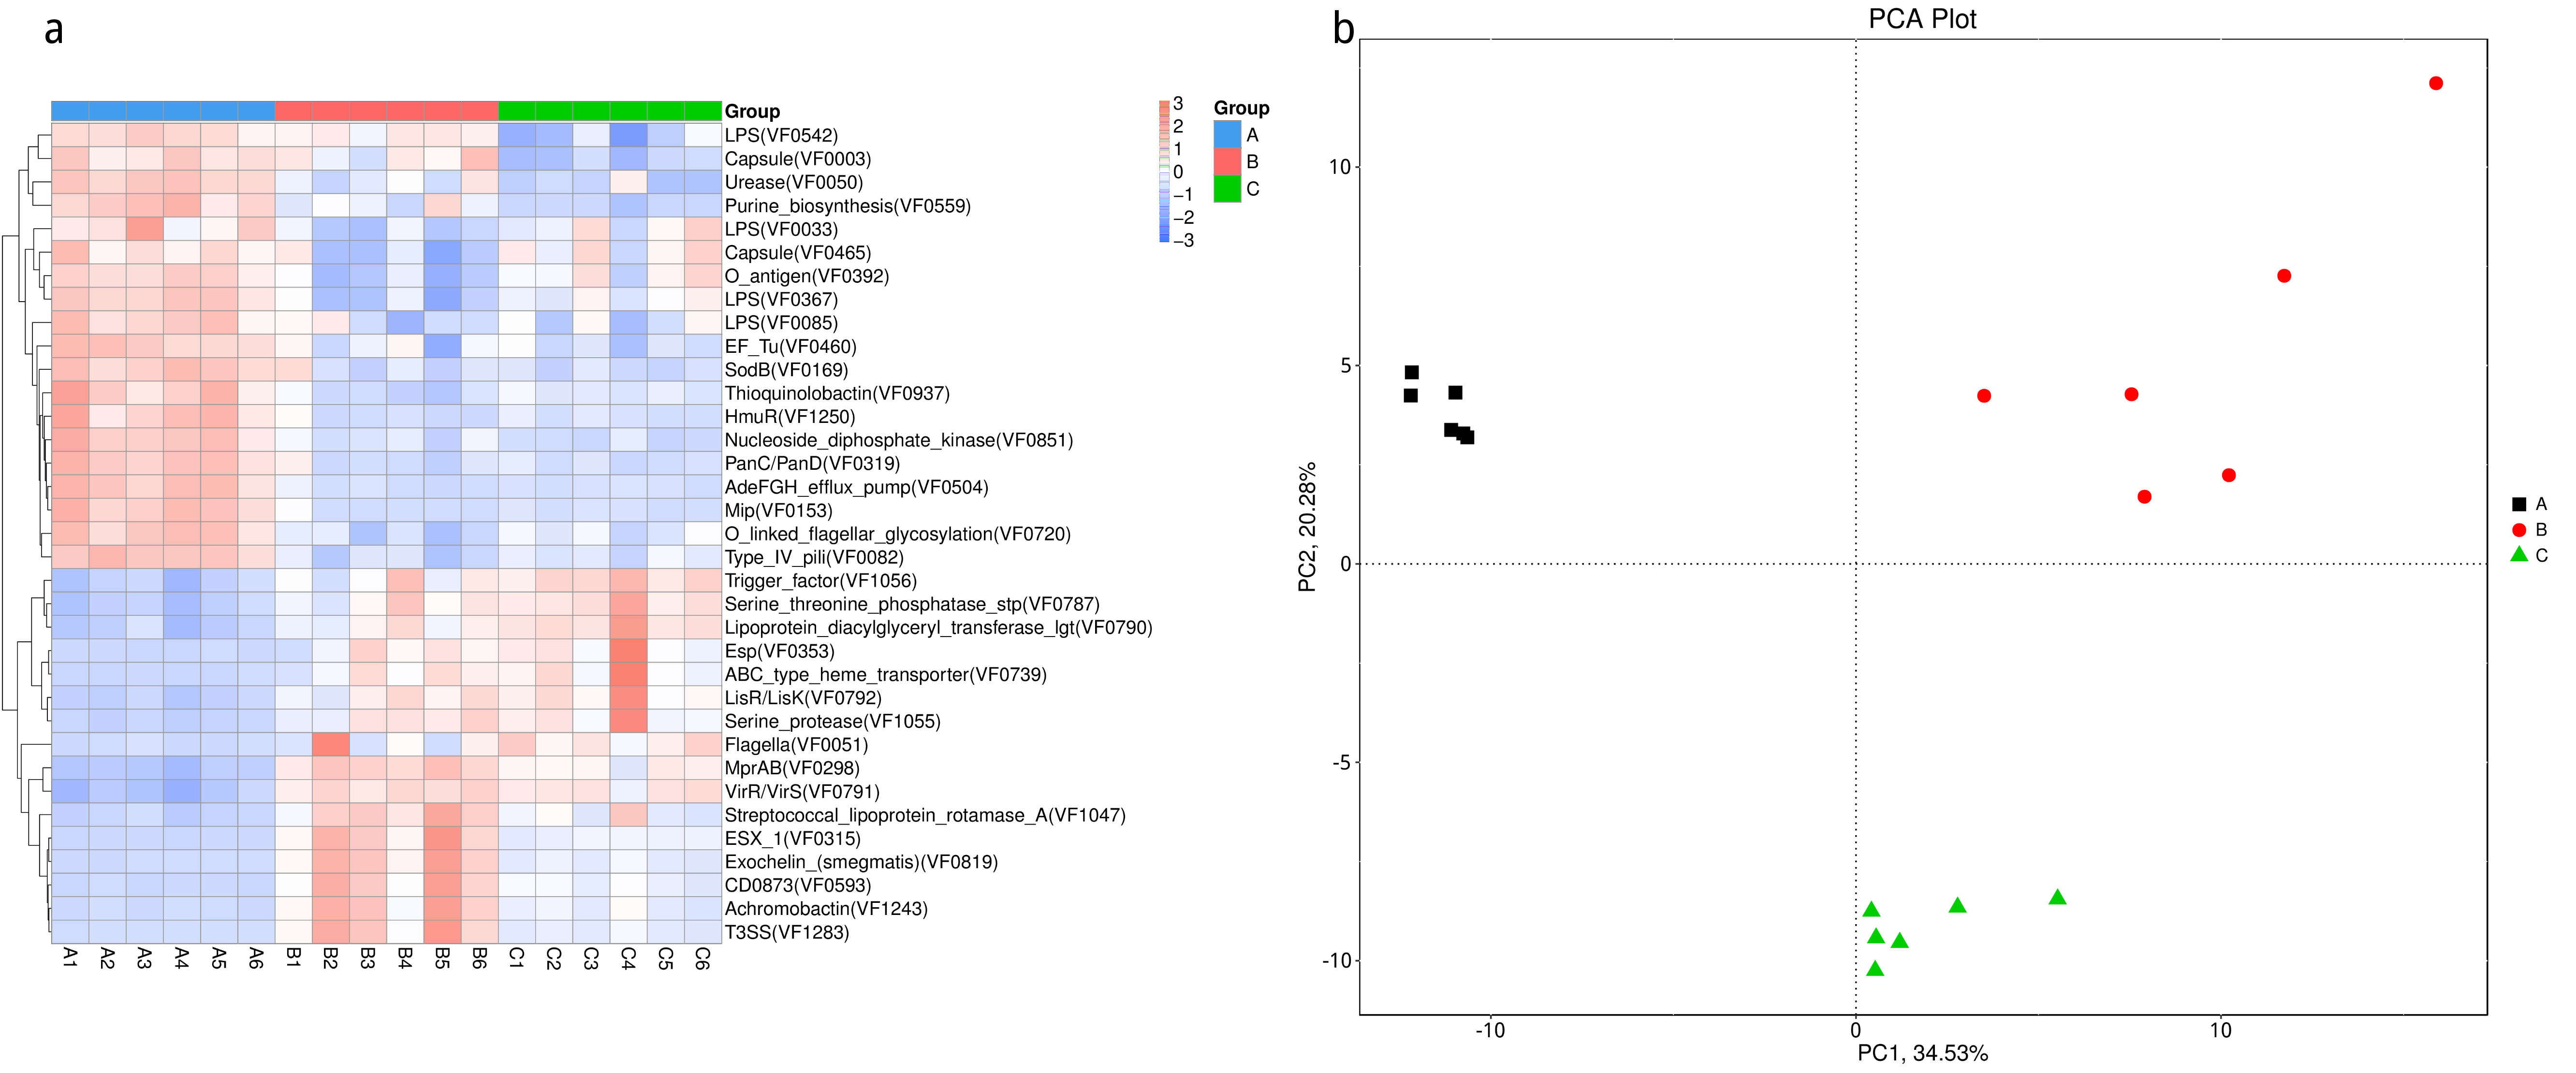 a
Group
LPS(VF0542)
Capsule(VF0003)
Urease(VF0050)
Purine_biosynthesis(VF0559)
LPS(VF0033)
Capsule(VF0465)
O_antigen(VF0392)
LPS(VF0367)
LPS(VF0085)
EF_Tu(VF0460)
SodB(VF0169)
Thioquinolobactin(VF0937)
HmuR(VF1250)
Nucleoside_diphosphate_kinase(VF0851)
PanC/PanD(VF0319)
AdeFGH_efflux_pump(VF0504)
Mip(VF0153)
O_linked_flagellar_glycosylation(VF0720)
Type_IV_pili(VF0082)
Trigger_factor(VF1056)
Serine_threonine_phosphatase_stp(VF0787)
Lipoprotein_diacylglyceryl_transferase_lgt(VF0790)
Esp(VF0353)
ABC_type_heme_transporter(VF0739)
LisR/LisK(VF0792)
Serine_protease(VF1055)
Flagella(VF0051)
MprAB(VF0298)
VirR/VirS(VF0791)
Streptococcal_lipoprotein_rotamase_A(VF1047)
ESX_1(VF0315)
Exochelin_(smegmatis)(VF0819)
CD0873(VF0593)
Achromobactin(VF1243)
T3SS(VF1283)
A1 A2 A3 A4 A5 A6 B1 B2 B3 B4 B5 B6 C1 C2 C3 C4 C5 C6
3
2
1
0
−1
−2
−3
Group
A
B
C
b
PCA Plot
PC2, 20.28%
10
5
0
-5
-10
-10 0 10
PC1, 34.53%
A
B
C